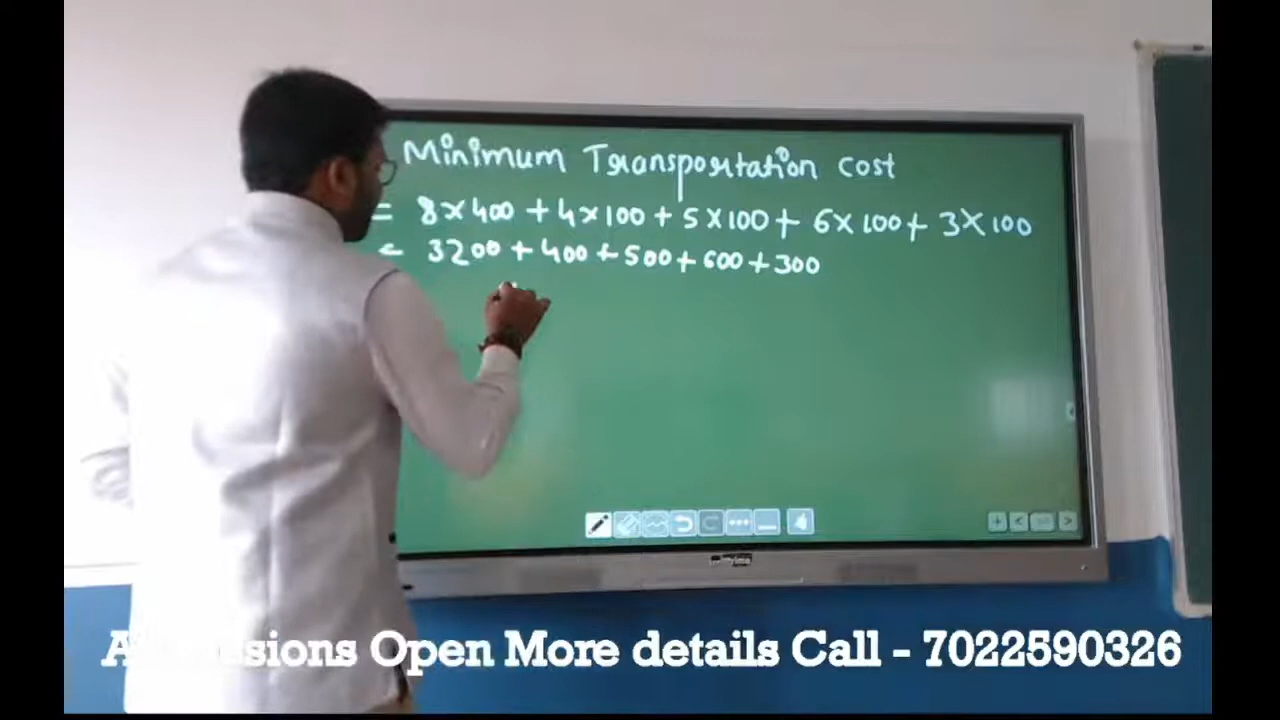 Minimum Transportation cost
= 8×400 + 4×100 + 5×100 + 6×100 + 3×100
= 3200 + 400 + 500 + 600 + 300
Admissions Open More details Call - 7022590326